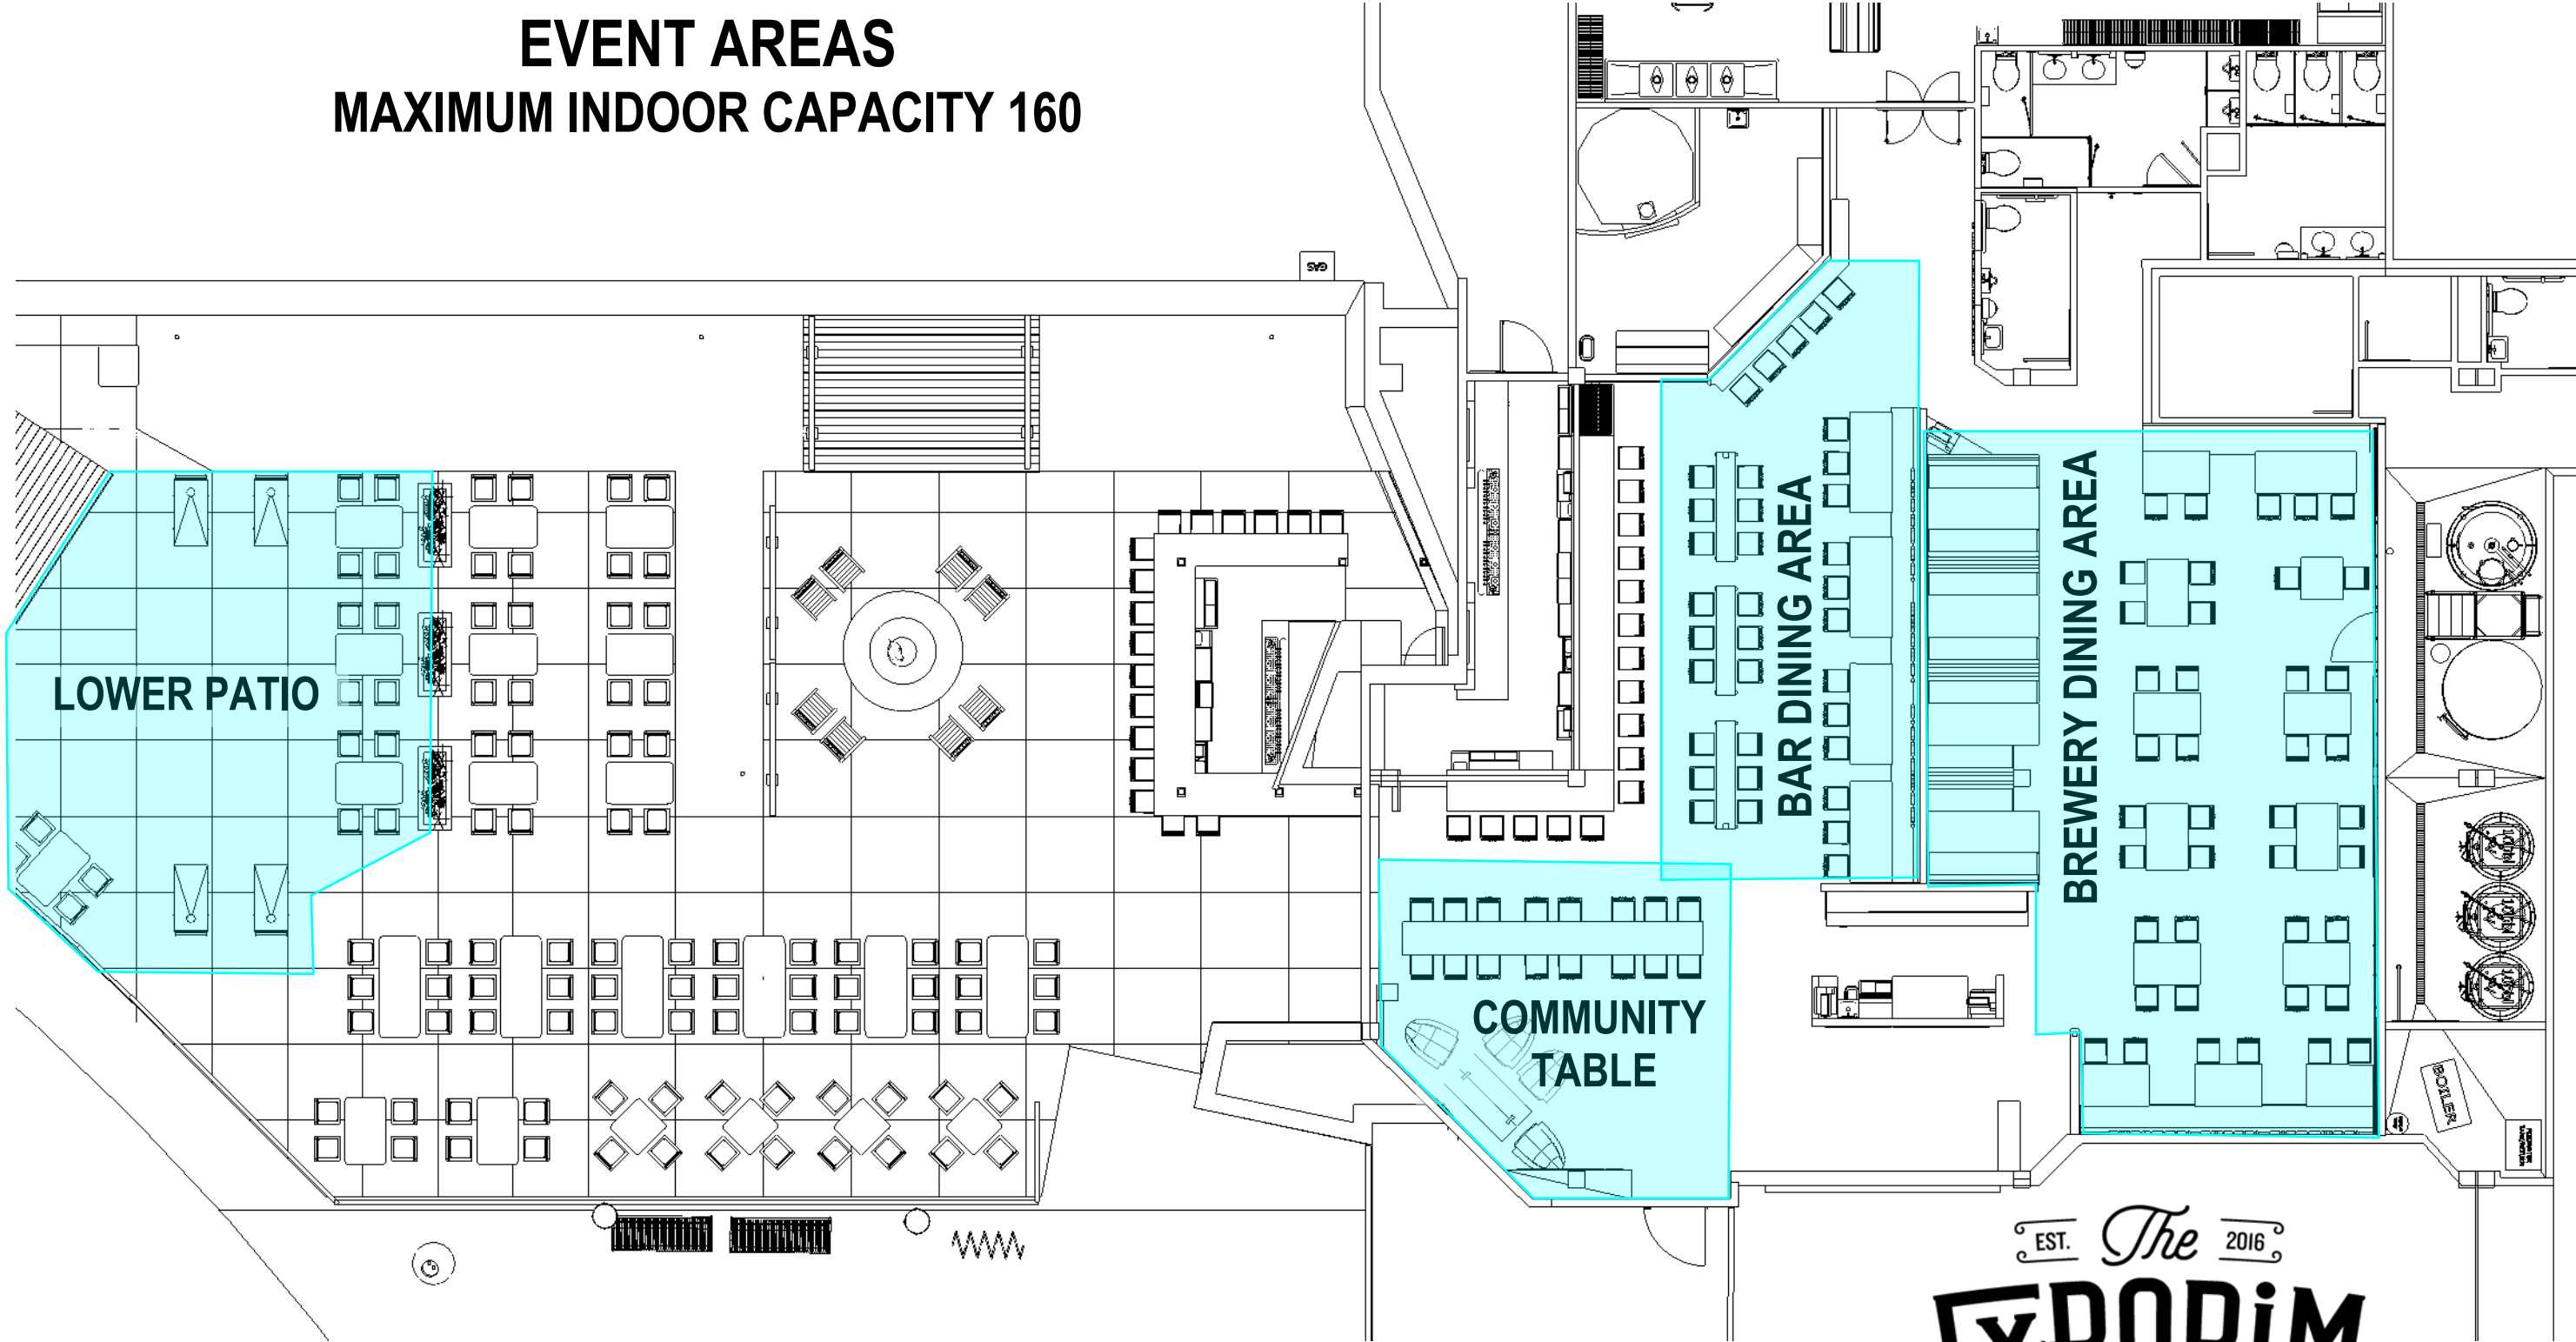 EVENT AREAS
MAXIMUM INDOOR CAPACITY 160
GAS
LOWER PATIO
BAR DINING AREA
BREWERY DINING AREA
COMMUNITY
TABLE
BOILER
EST. The 2016